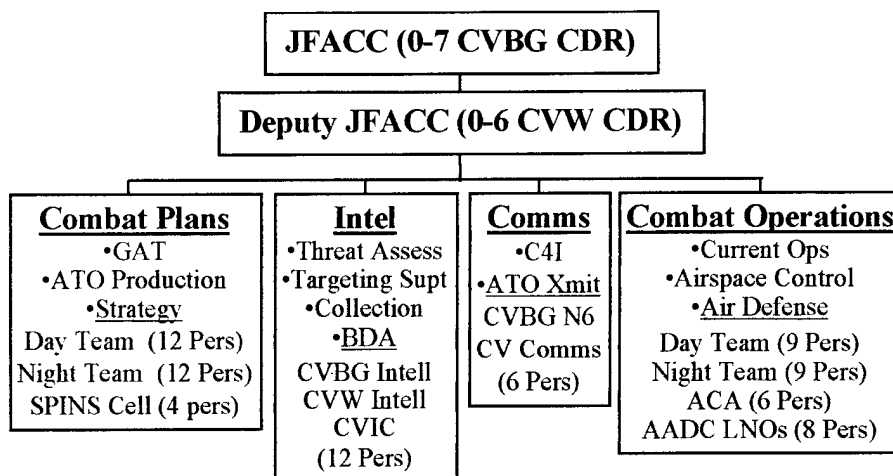 JFACC (0-7 CVBG CDR)
Deputy JFACC (0-6 CVW CDR)
Combat Plans
•GAT
•ATO Production
•Strategy
Day Team (12 Pers)
Night Team (12 Pers)
SPINS Cell (4 pers)
Intel
•Threat Assess
•Targeting Supt
•Collection
•BDA
CVBG Intell
CVW Intell
CVIC
(12 Pers)
Comms
•C4I
•ATO Xmit
CVBG N6
CV Comms
(6 Pers)
Combat Operations
•Current Ops
•Airspace Control
•Air Defense
Day Team (9 Pers)
Night Team (9 Pers)
ACA (6 Pers)
AADC LNOs (8 Pers)